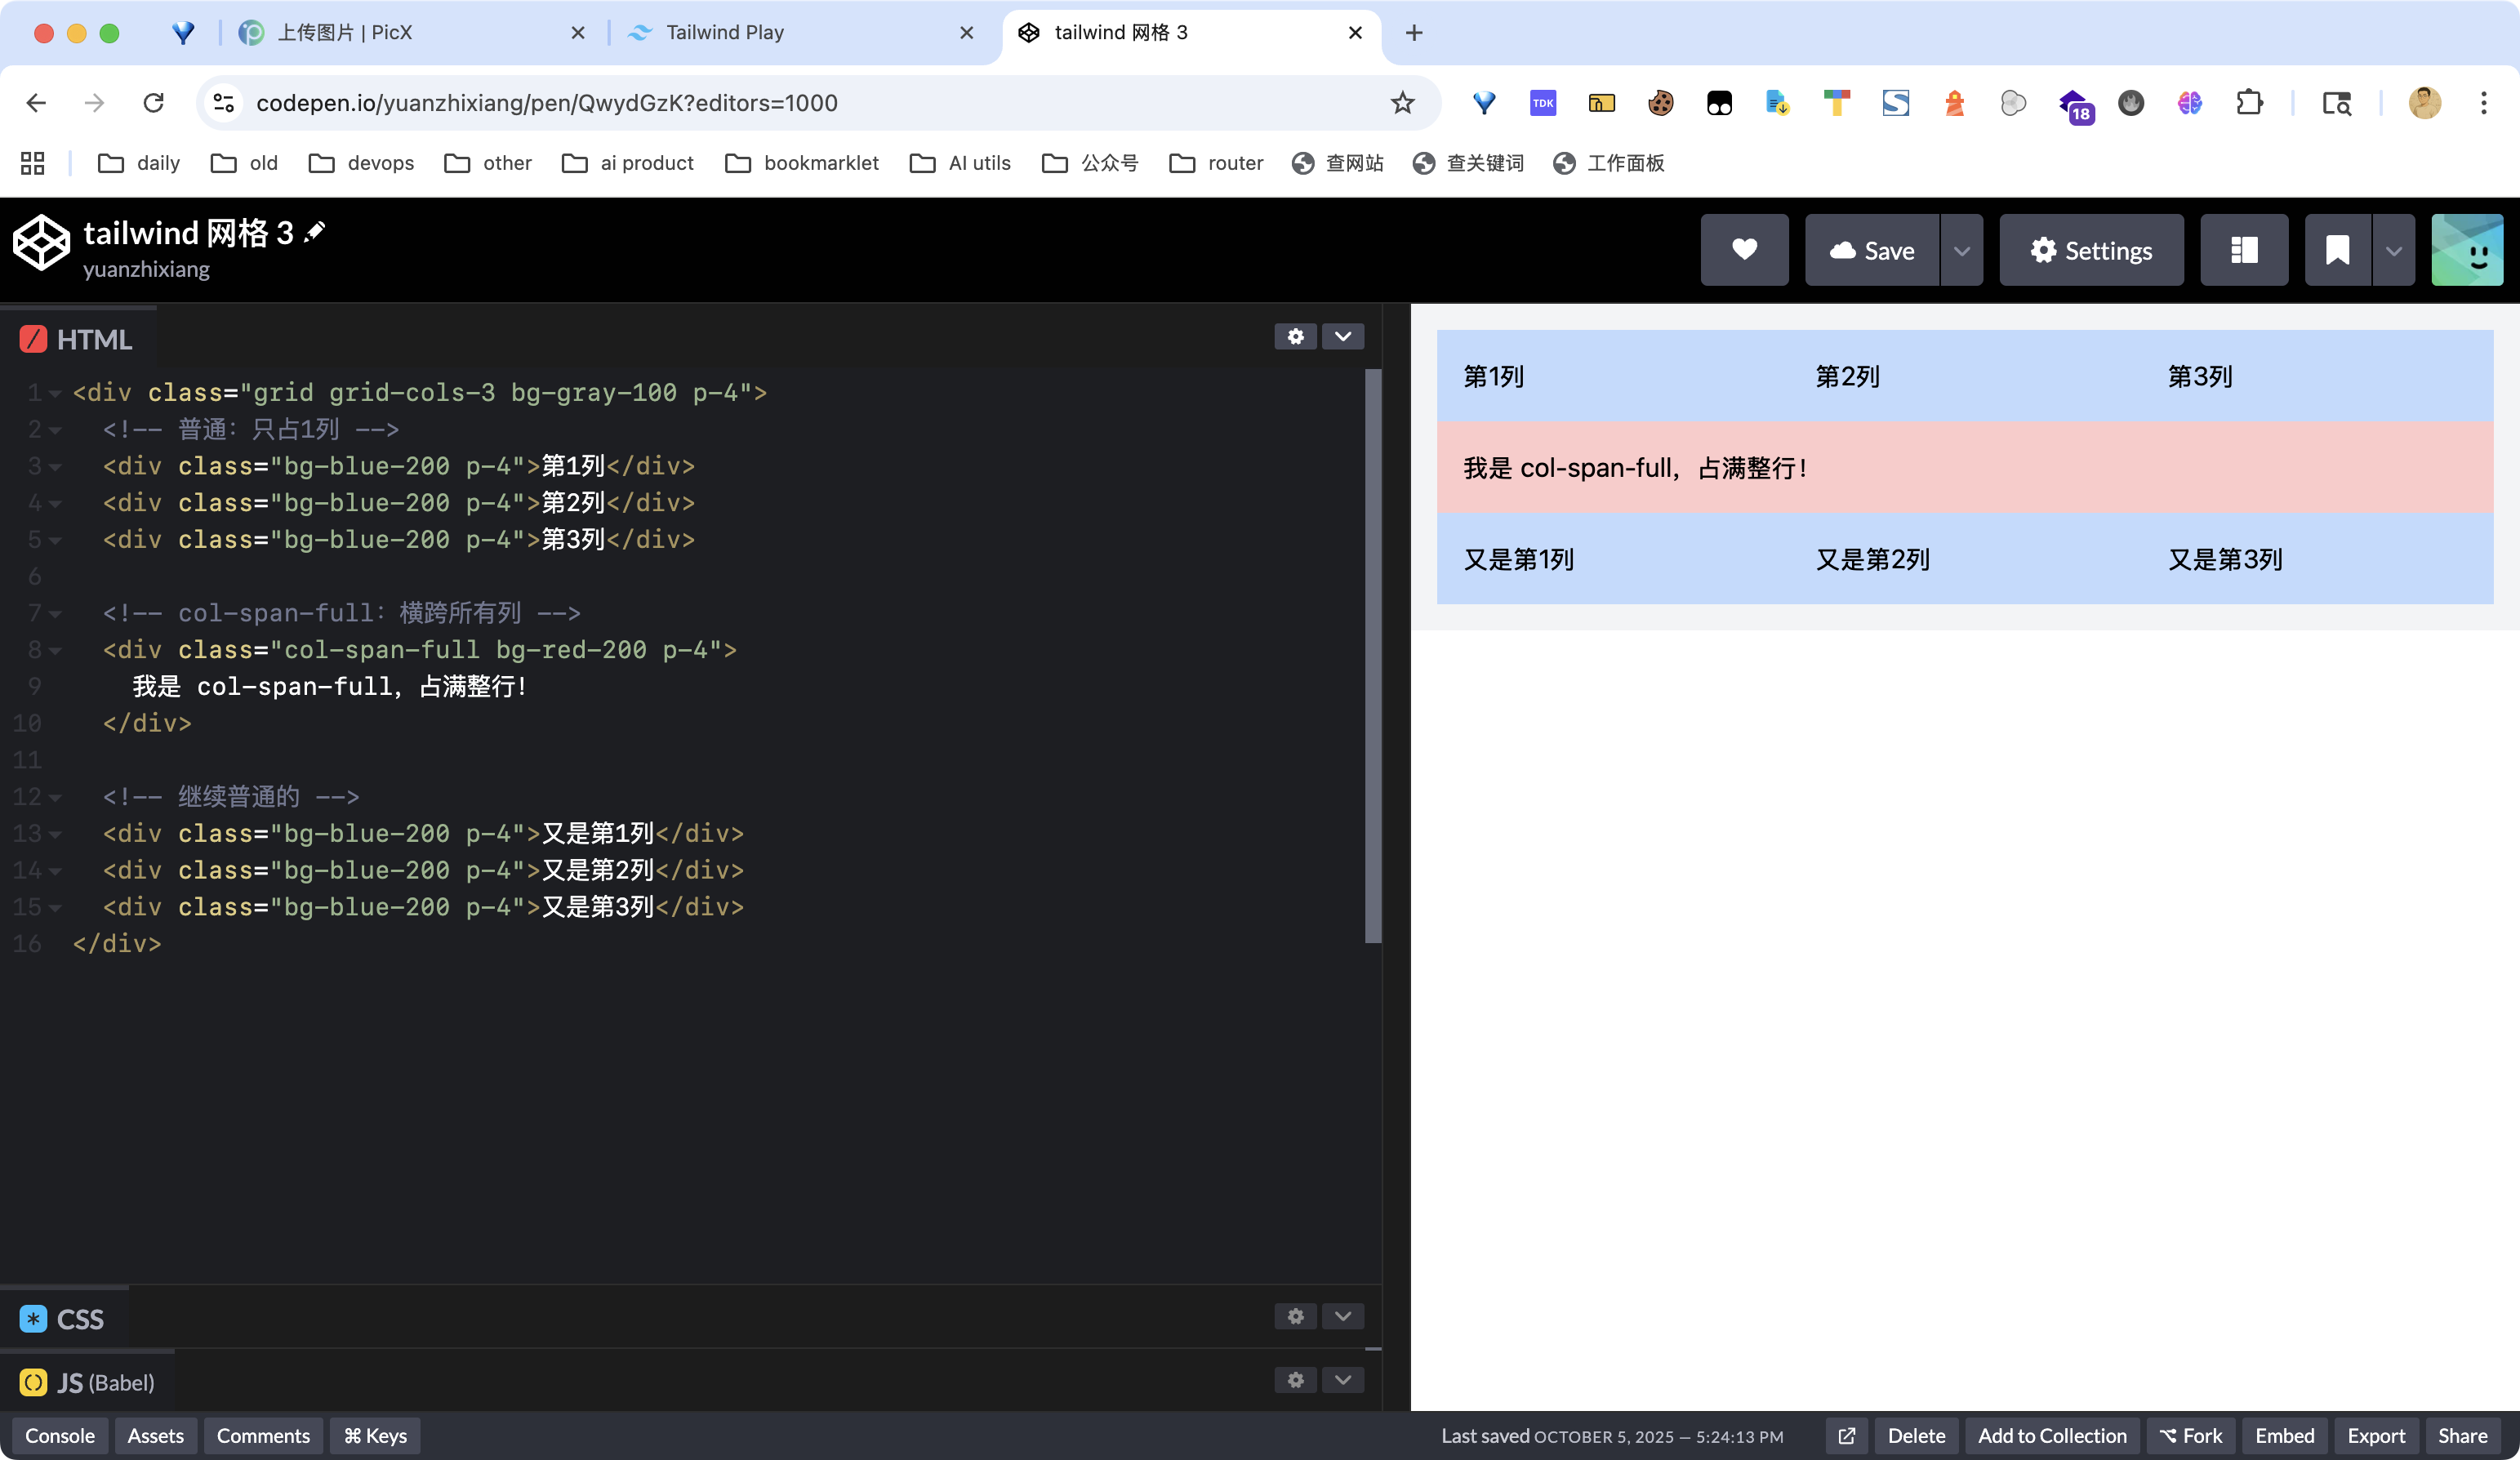 上传图片 | PicX
Tailwind Play
tailwind 网格 3
codepen.io/yuanzhixiang/pen/QwydGzK?editors=1000
TDK
18
daily
old
devops
other
ai product
bookmarklet
AI utils
公众号
router
查网站
查关键词
工作面板
tailwind 网格 3
yuanzhixiang
Save
Settings
HTML
1 <div class="grid grid-cols-3 bg-gray-100 p-4">
2 <!-- 普通：只占1列 -->
3 <div class="bg-blue-200 p-4">第1列</div>
4 <div class="bg-blue-200 p-4">第2列</div>
5 <div class="bg-blue-200 p-4">第3列</div>
6
7 <!-- col-span-full：横跨所有列 -->
8 <div class="col-span-full bg-red-200 p-4">
9 我是 col-span-full，占满整行！
10 </div>
11
12 <!-- 继续普通的 -->
13 <div class="bg-blue-200 p-4">又是第1列</div>
14 <div class="bg-blue-200 p-4">又是第2列</div>
15 <div class="bg-blue-200 p-4">又是第3列</div>
16 </div>
第1列 第2列 第3列
我是 col-span-full，占满整行！
又是第1列 又是第2列 又是第3列
CSS
JS (Babel)
Console
Assets
Comments
⌘ Keys
Last saved OCTOBER 5, 2025 — 5:24:13 PM
Delete
Add to Collection
Fork
Embed
Export
Share